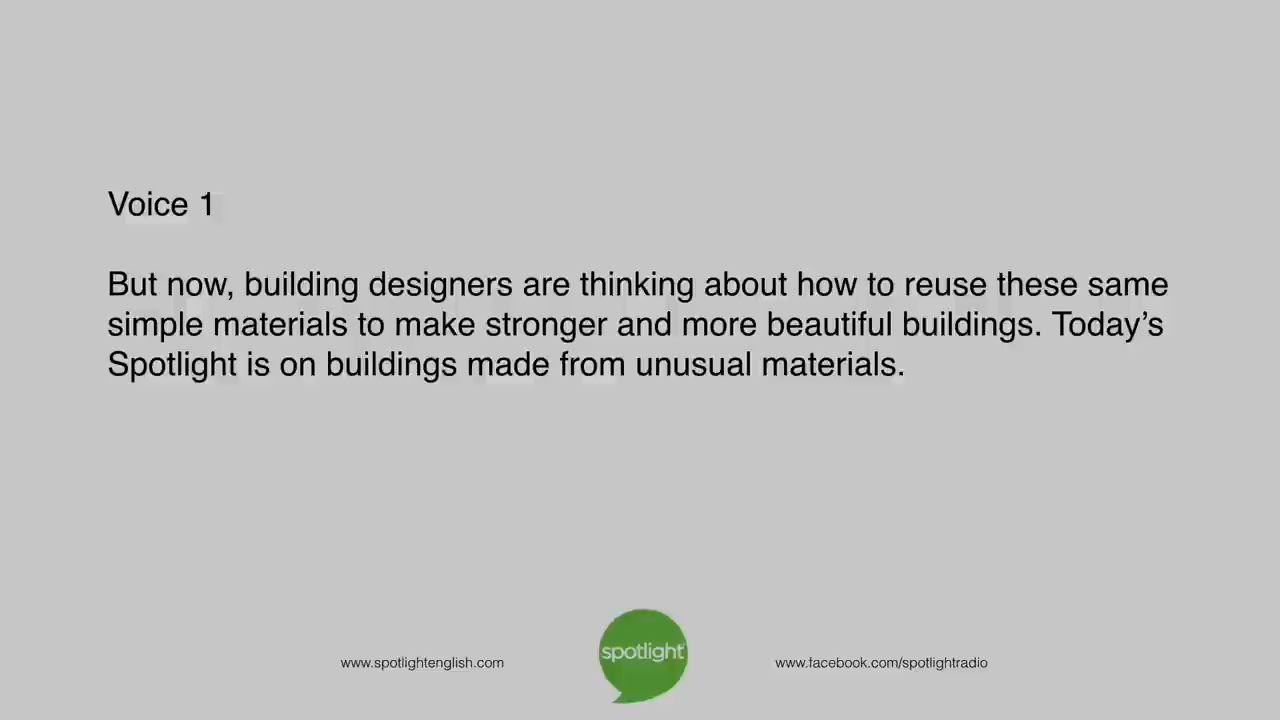 Voice 1
But now, building designers are thinking about how to reuse these same
simple materials to make stronger and more beautiful buildings. Today’s
Spotlight is on buildings made from unusual materials.
www.spotlightenglish.com
spotlight
www.facebook.com/spotlightradio